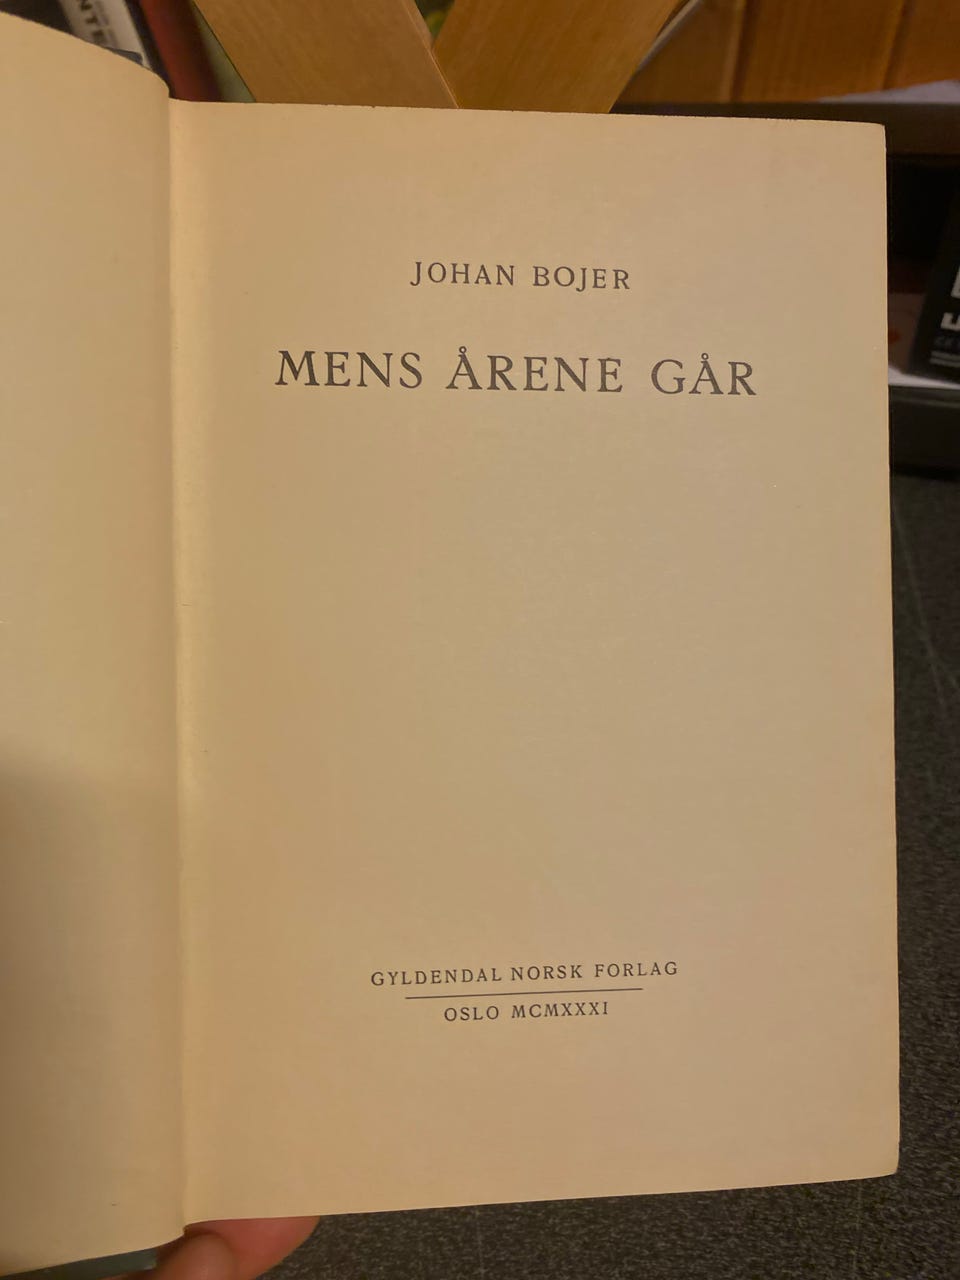 JOHAN BOJER
MENS ÅRENE GÅR
GYLDENDAL NORSK FORLAG
OSLO MCMXXXI